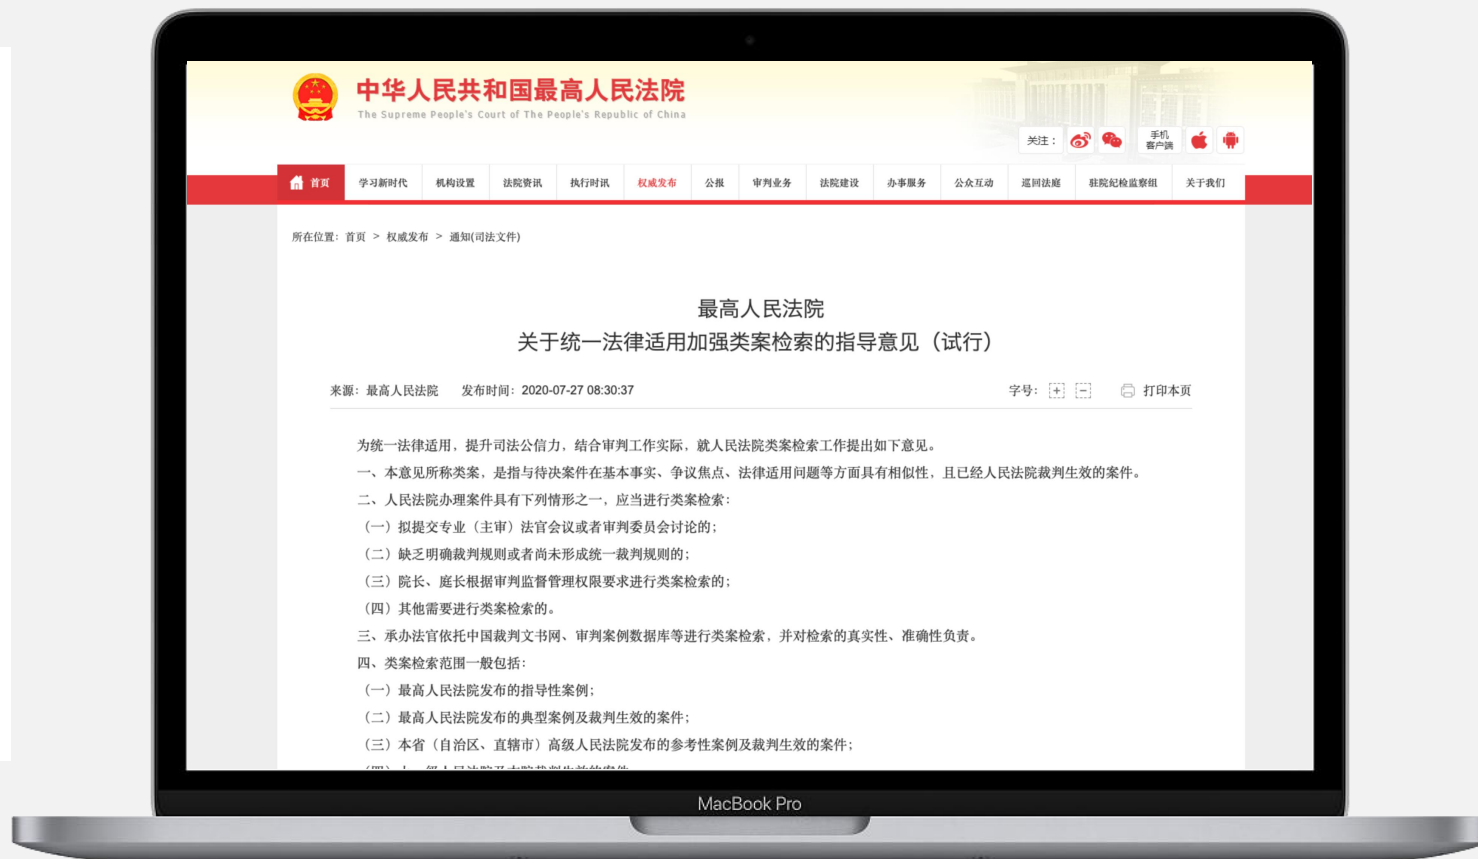 中华人民共和国最高人民法院
The Supreme People's Court of The People's Republic of China
关注：
手机
客户端
首页 学习新时代 机构设置 法院资讯 执行时讯 权威发布 公报 审判业务 法院建设 办事服务 公众互动 巡回法庭 驻院纪检监察组 关于我们
所在位置：首页 > 权威发布 > 通知(司法文件)
最高人民法院
关于统一法律适用加强类案检索的指导意见（试行）
来源：最高人民法院 发布时间：2020-07-27 08:30:37 字号： + − 打印本页
为统一法律适用，提升司法公信力，结合审判工作实际，就人民法院类案检索工作提出如下意见。
一、本意见所称类案，是指与待决案件在基本事实、争议焦点、法律适用问题等方面具有相似性，且已经人民法院裁判生效的案件。
二、人民法院办理案件具有下列情形之一，应当进行类案检索：
（一）拟提交专业（主审）法官会议或者审判委员会讨论的；
（二）缺乏明确裁判规则或者尚未形成统一裁判规则的；
（三）院长、庭长根据审判监督管理权限要求进行类案检索的；
（四）其他需要进行类案检索的。
三、承办法官依托中国裁判文书网、审判案例数据库等进行类案检索，并对检索的真实性、准确性负责。
四、类案检索范围一般包括：
（一）最高人民法院发布的指导性案例；
（二）最高人民法院发布的典型案例及裁判生效的案件；
（三）本省（自治区、直辖市）高级人民法院发布的参考性案例及裁判生效的案件；
MacBook Pro